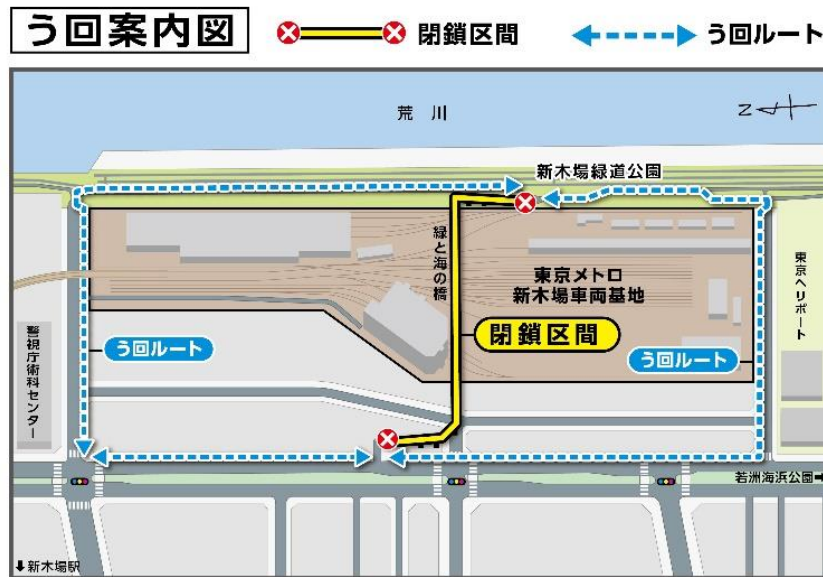 う回案内図
閉鎖区間
う回ルート
荒川
N
新木場緑道公園
緑と海の橋
東京メトロ
新木場車両基地
東京ヘリポート
閉鎖区間
う回ルート
う回ルート
警視庁術科センター
若洲海浜公園➡
⬇新木場駅